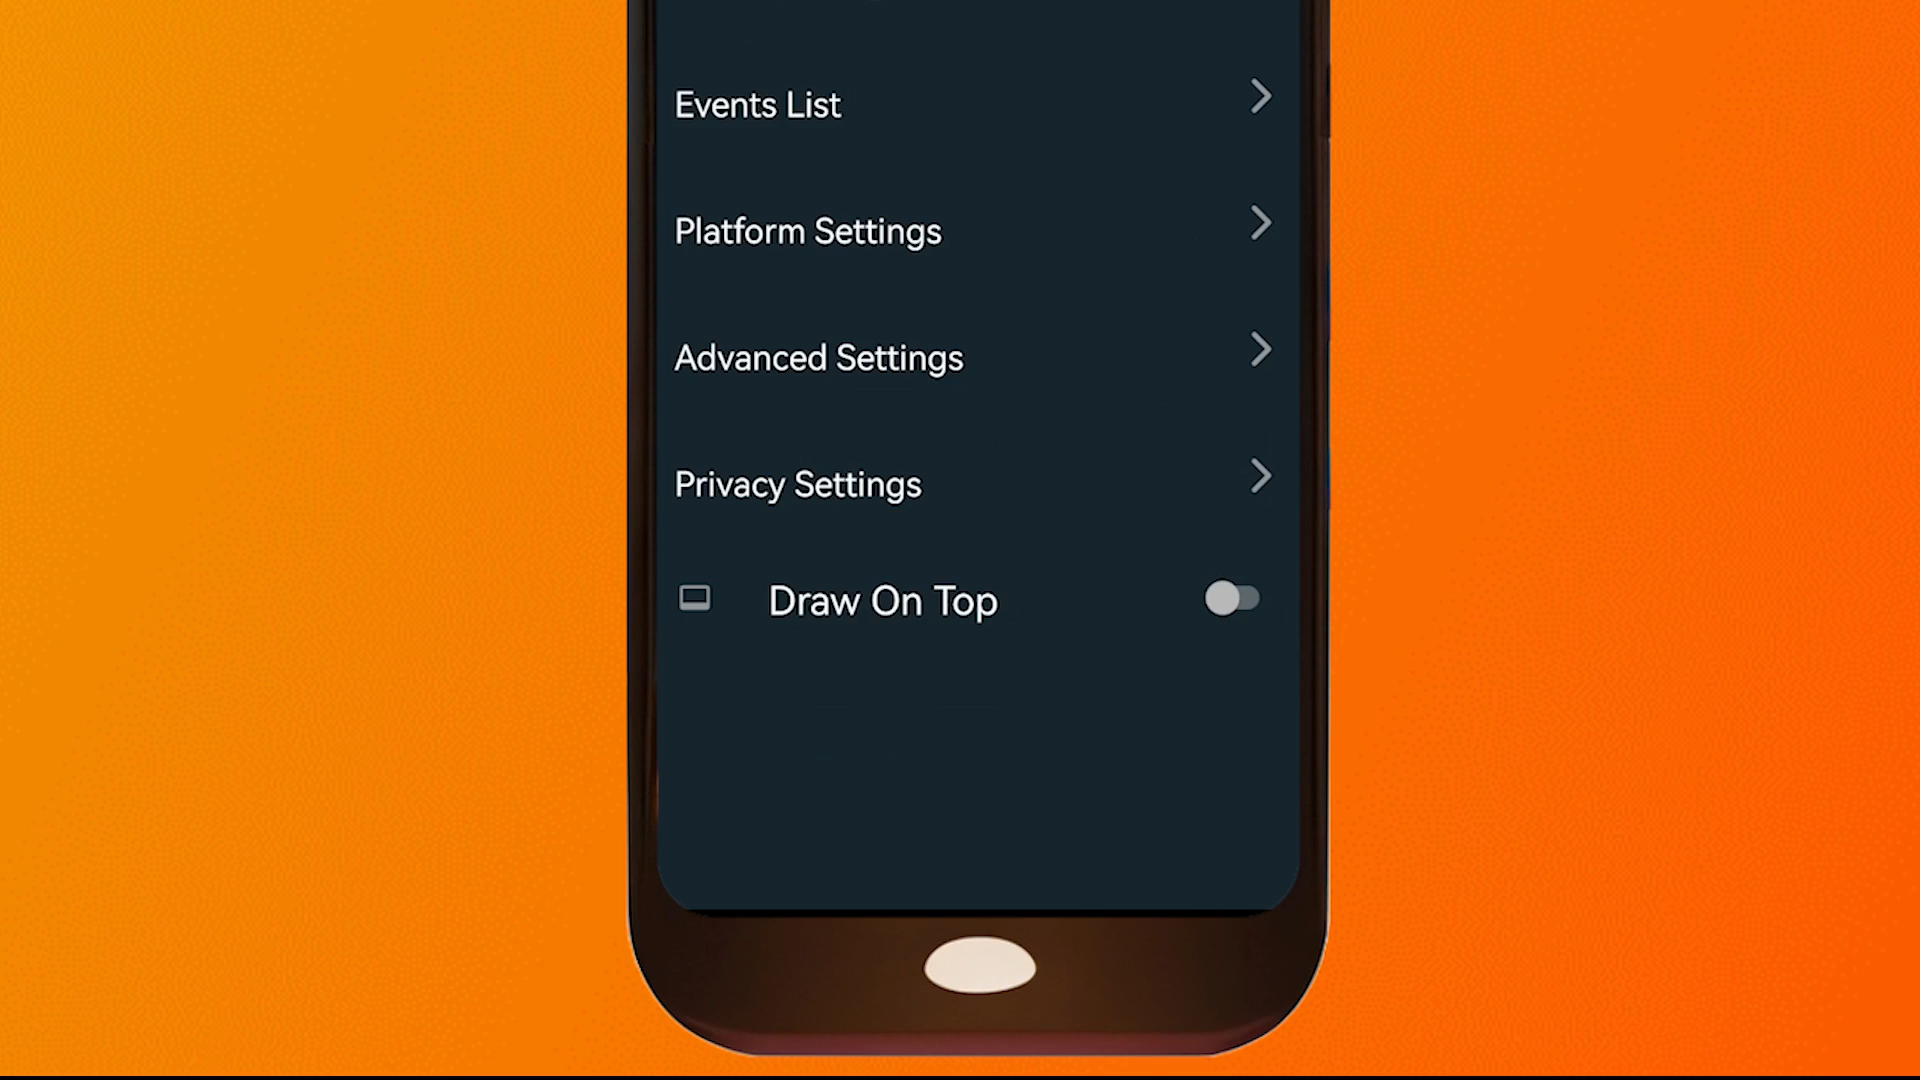 Events List
Platform Settings
Advanced Settings
Privacy Settings
Draw On Top